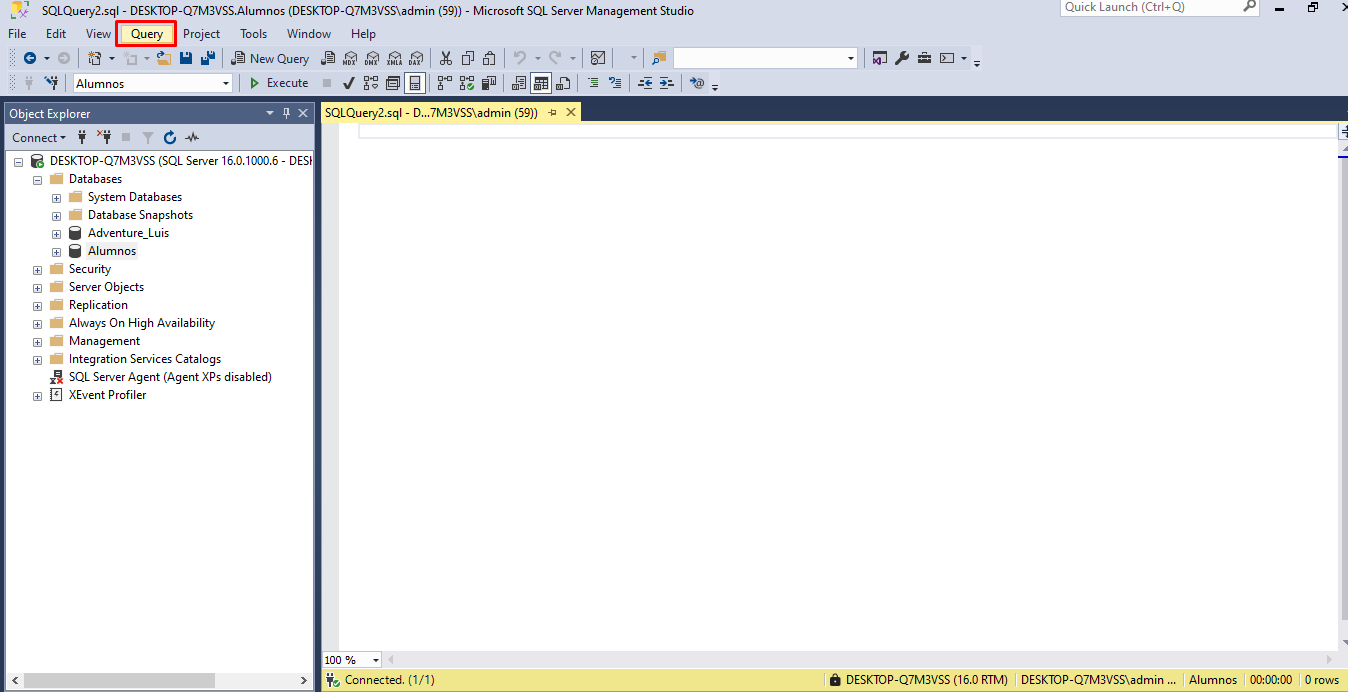 SQLQuery2.sql - DESKTOP-Q7M3VSS.Alumnos (DESKTOP-Q7M3VSS\admin (59)) - Microsoft SQL Server Management Studio
Quick Launch (Ctrl+Q)
File Edit View Query Project Tools Window Help
New Query MDX DMX XMLA DAX
Alumnos Execute
Object Explorer
SQLQuery2.sql - D...7M3VSS\admin (59))
Connect
DESKTOP-Q7M3VSS (SQL Server 16.0.1000.6 - DESK
Databases
System Databases
Database Snapshots
Adventure_Luis
Alumnos
Security
Server Objects
Replication
Always On High Availability
Management
Integration Services Catalogs
SQL Server Agent (Agent XPs disabled)
XEvent Profiler
100 %
Connected. (1/1) DESKTOP-Q7M3VSS (16.0 RTM) DESKTOP-Q7M3VSS\admin ... Alumnos 00:00:00 0 rows